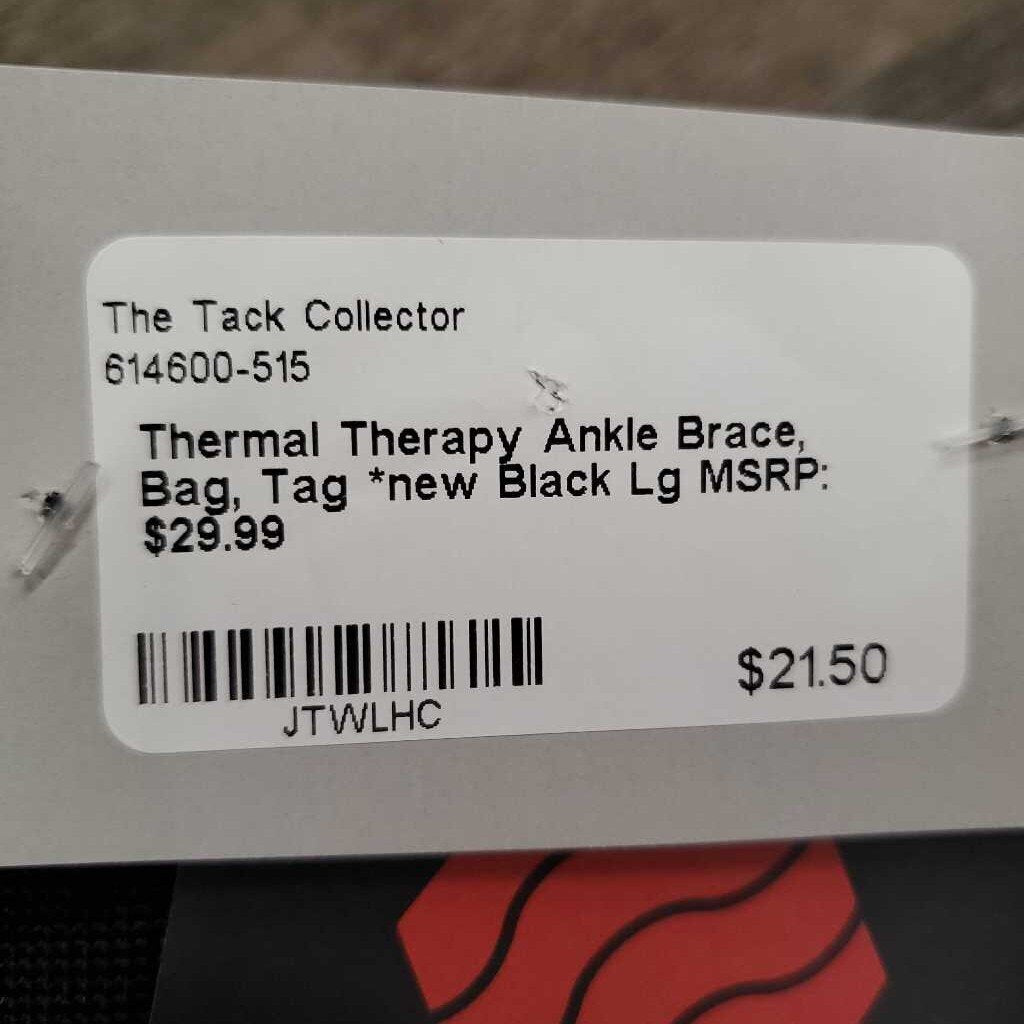 The Tack Collector
614600-515
Thermal Therapy Ankle Brace,
Bag, Tag *new Black Lg MSRP:
$29.99
JTWLHC
$21.50